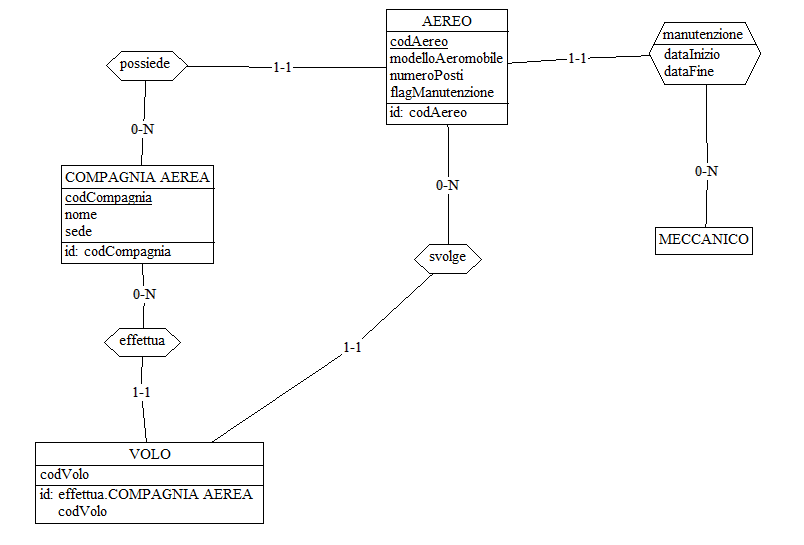 AEREO
codAereo
modelloAeromobile
numeroPosti
flagManutenzione
id: codAereo
manutenzione
dataInizio
dataFine
possiede
1-1
1-1
0-N
0-N
0-N
COMPAGNIA AEREA
codCompagnia
nome
sede
id: codCompagnia
MECCANICO
svolge
0-N
effettua
1-1
1-1
VOLO
codVolo
id: effettua.COMPAGNIA AEREA
codVolo